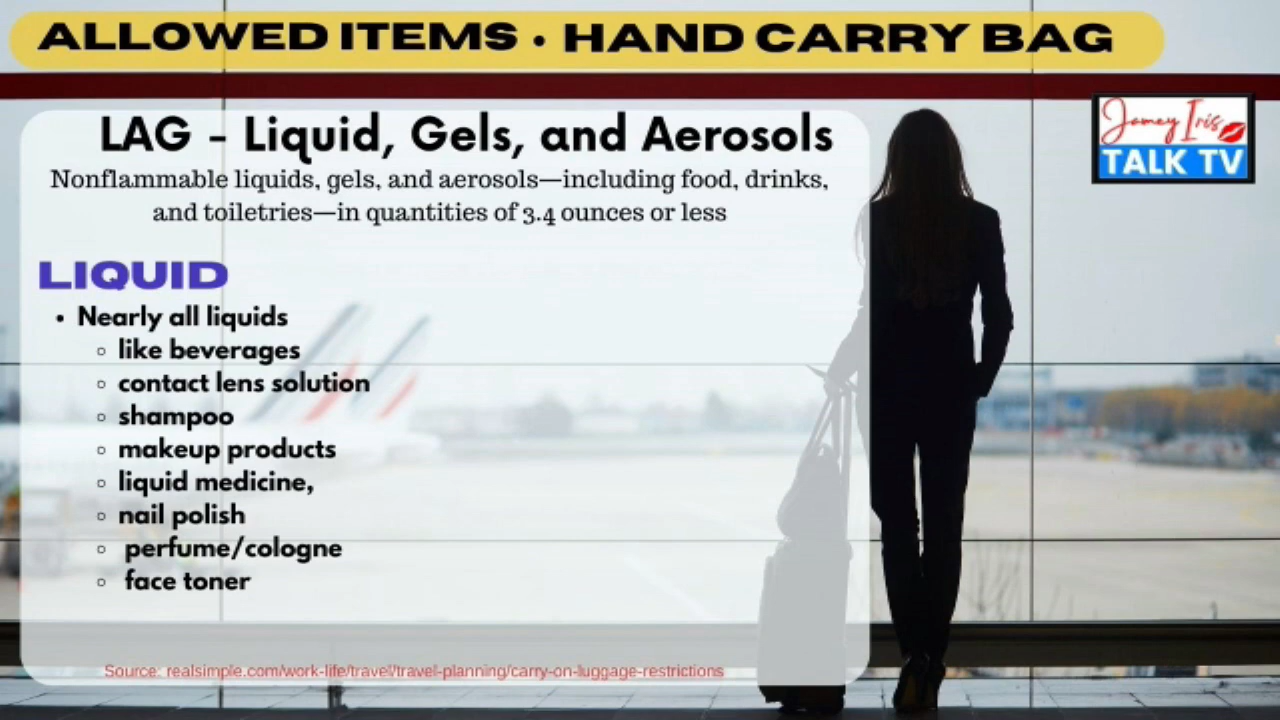 ALLOWED ITEMS • HAND CARRY BAG
Jamey Iris
TALK TV
LAG - Liquid, Gels, and Aerosols
Nonflammable liquids, gels, and aerosols—including food, drinks,
and toiletries—in quantities of 3.4 ounces or less
LIQUID
• Nearly all liquids
◦ like beverages
◦ contact lens solution
◦ shampoo
◦ makeup products
◦ liquid medicine,
◦ nail polish
◦ perfume/cologne
◦ face toner
Source: realsimple.com/work-life/travel/travel-planning/carry-on-luggage-restrictions